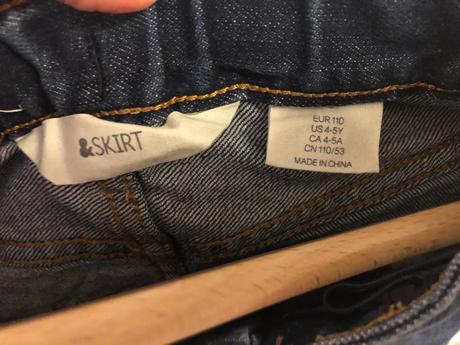 &SKIRT
EUR 110
US 4-5Y
CA 4-5A
CN 110/53
MADE IN CHINA